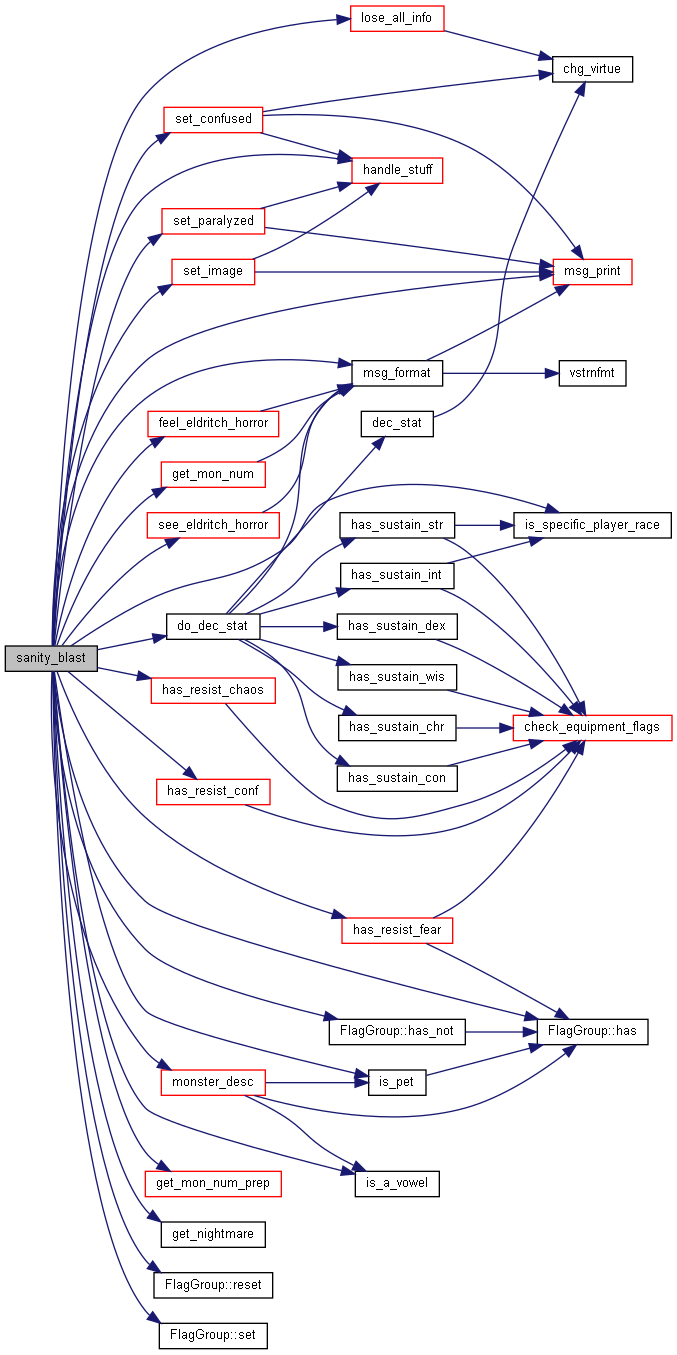 lose_all_info
chg_virtue
set_confused
handle_stuff
set_paralyzed
set_image
msg_print
msg_format
vstrnfmt
feel_eldritch_horror
dec_stat
get_mon_num
see_eldritch_horror
has_sustain_str
is_specific_player_race
has_sustain_int
do_dec_stat
has_sustain_dex
sanity_blast
has_sustain_wis
has_resist_chaos
has_sustain_chr
check_equipment_flags
has_sustain_con
has_resist_conf
has_resist_fear
FlagGroup::has_not
FlagGroup::has
monster_desc
is_pet
get_mon_num_prep
is_a_vowel
get_nightmare
FlagGroup::reset
FlagGroup::set